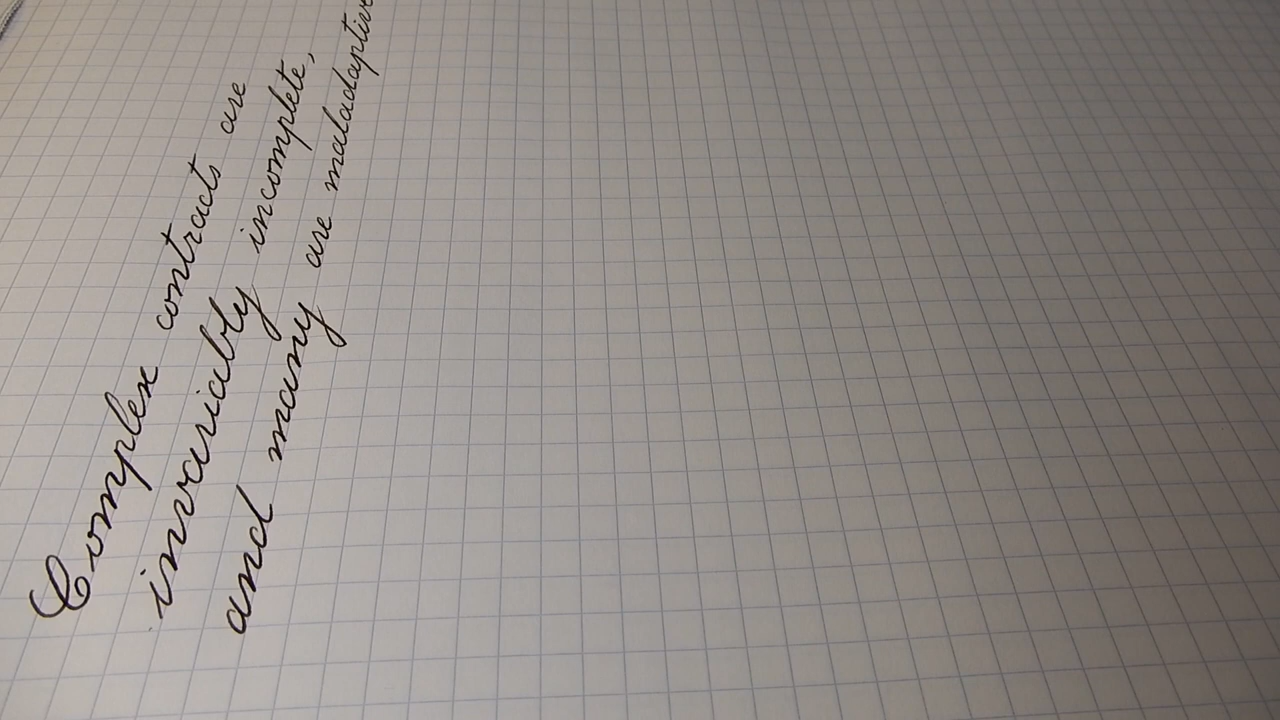 Complex contracts are
invariably incomplete,
and many are maladaptive